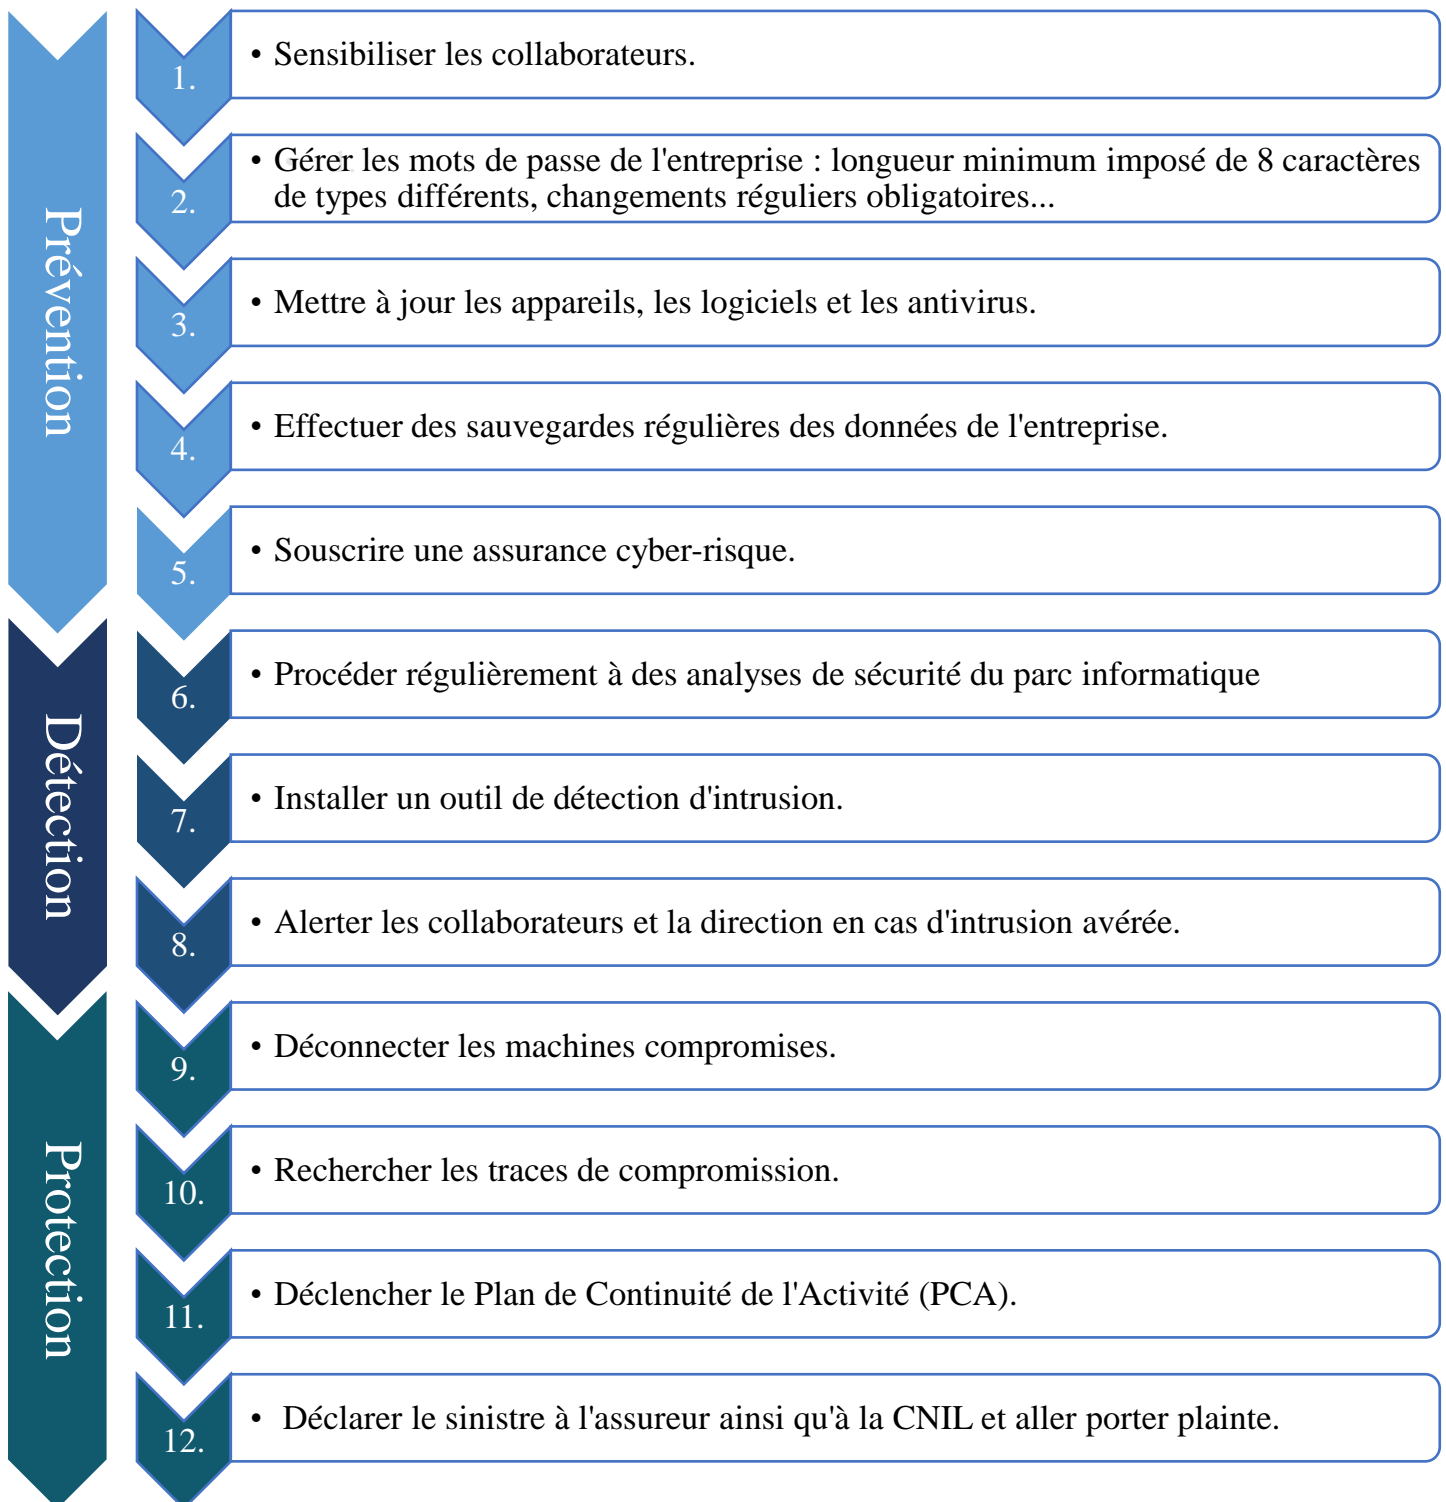 Prévention
1.
• Sensibiliser les collaborateurs.
2.
• Gérer les mots de passe de l'entreprise : longueur minimum imposé de 8 caractères
de types différents, changements réguliers obligatoires...
3.
• Mettre à jour les appareils, les logiciels et les antivirus.
4.
• Effectuer des sauvegardes régulières des données de l'entreprise.
5.
• Souscrire une assurance cyber-risque.
Détection
6.
• Procéder régulièrement à des analyses de sécurité du parc informatique
7.
• Installer un outil de détection d'intrusion.
8.
• Alerter les collaborateurs et la direction en cas d'intrusion avérée.
Protection
9.
• Déconnecter les machines compromises.
10.
• Rechercher les traces de compromission.
11.
• Déclencher le Plan de Continuité de l'Activité (PCA).
12.
• Déclarer le sinistre à l'assureur ainsi qu'à la CNIL et aller porter plainte.